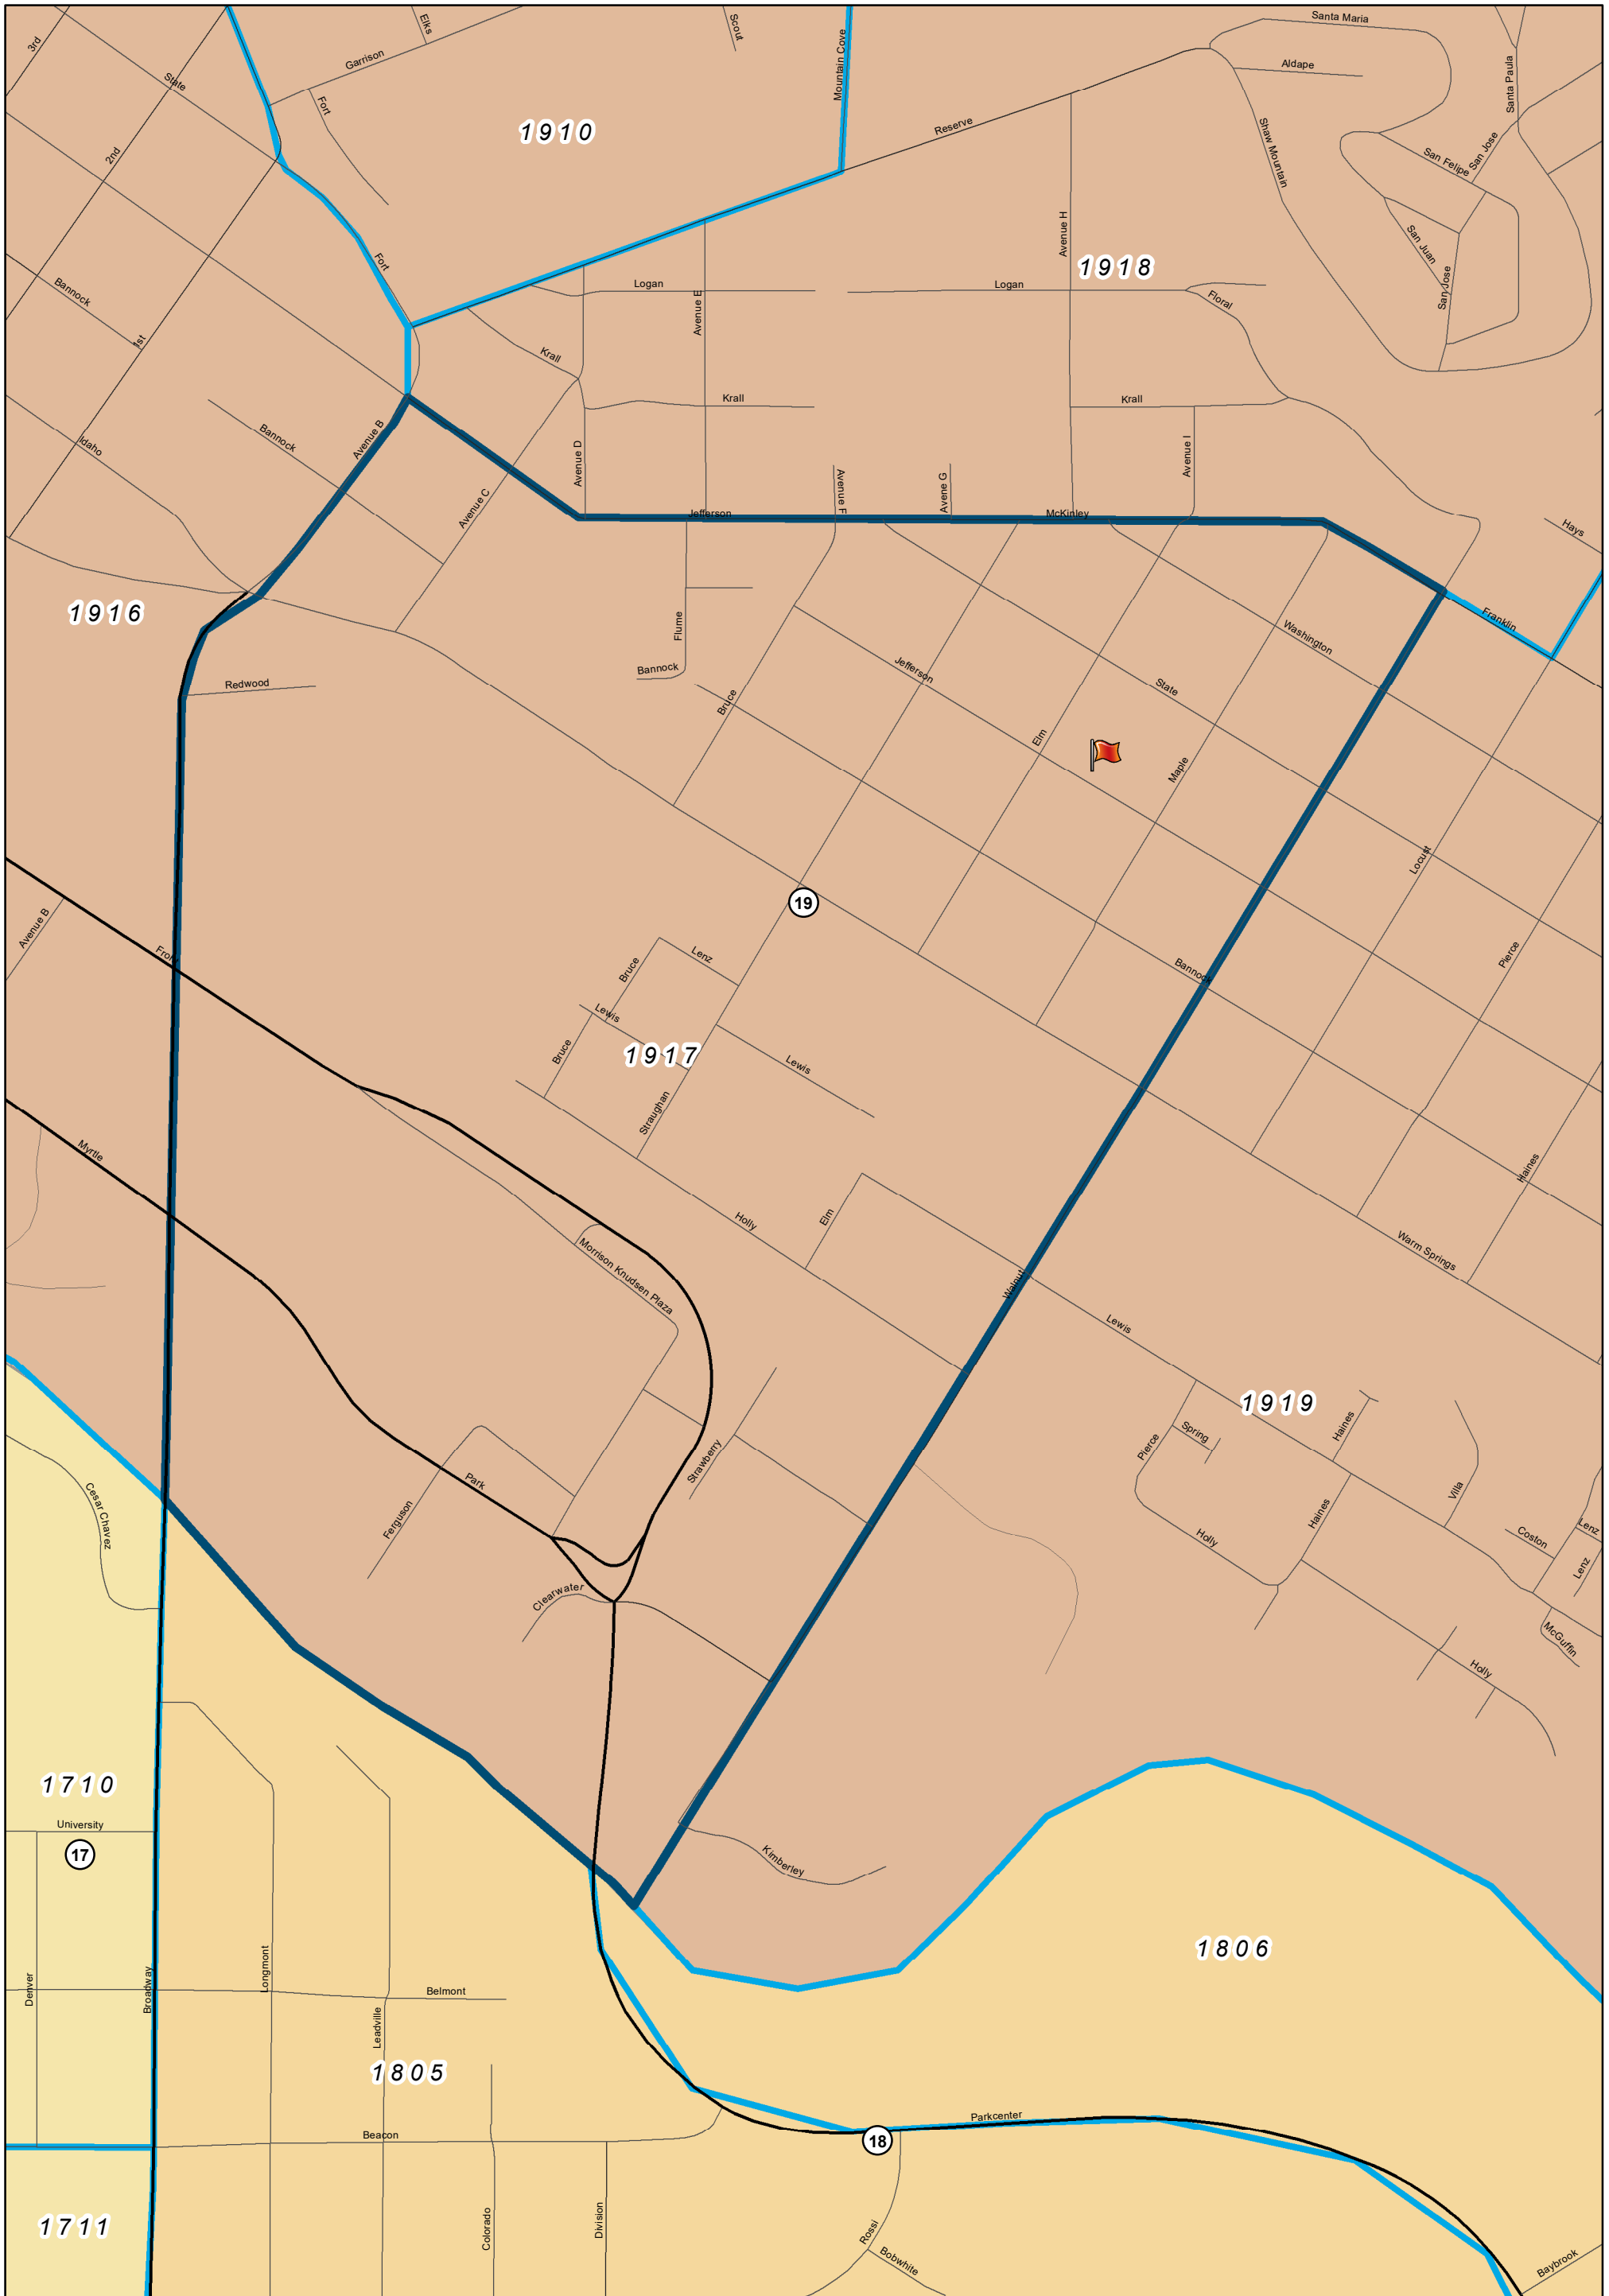 Santa Maria
Elks
Scout
3rd
Garrison
Mountain Cove
Aldape
Santa Paula
State
Fort
1910
Reserve
Shaw Mountain
San Jose
San Felipe
2nd
Avenue H
San Juan
Fort
1918
San Jose
Bannock
Logan
Logan
Avenue E
Floral
1st
Krall
Krall
Krall
Idaho
Bannock
Avenue B
Avenue D
Avenue I
Avenue C
Avenue F
Avene G
Jefferson
McKinley
Hays
1916
Flume
Franklin
Washington
Bannock
Jefferson
Redwood
State
Bruce
Elm
Maple
Locust
19
Avenue B
Front
Lenz
Bruce
Pierce
Bannock
Lewis
1917
Bruce
Lewis
Straughan
Myrtle
Haines
Holly
Elm
Warm Springs
Morrison Knudsen Plaza
Walnut
Lewis
1919
Spring
Haines
Pierce
Strawberry
Park
Villa
Cesar Chavez
Ferguson
Haines
Holly
Coston
Lenz
Lenz
Clearwater
McGuffin
Holly
1710
University
17
Kimberley
1806
Denver
Broadway
Longmont
Belmont
Leadville
1805
Parkcenter
18
Beacon
1711
Colorado
Division
Rossi
Bobwhite
Baybrook